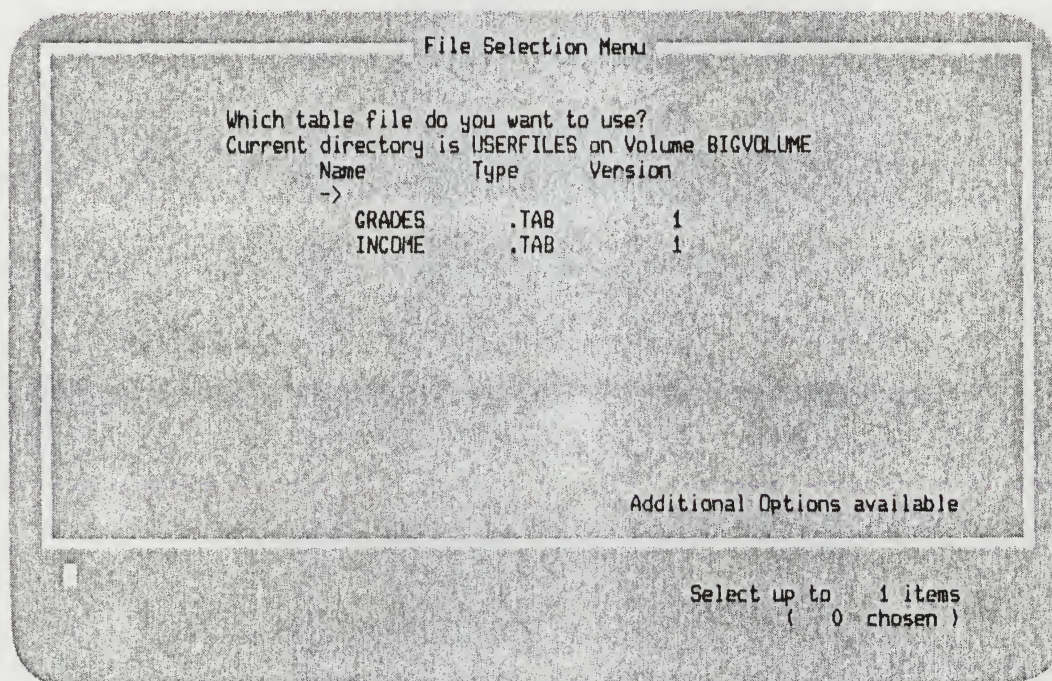 File Selection Menu
Which table file do you want to use?
Current directory is USERFILES on Volume BIGVOLUME
Name Type Version
->
GRADES .TAB 1
INCOME .TAB 1
Additional Options available
Select up to 1 items
( 0 chosen )